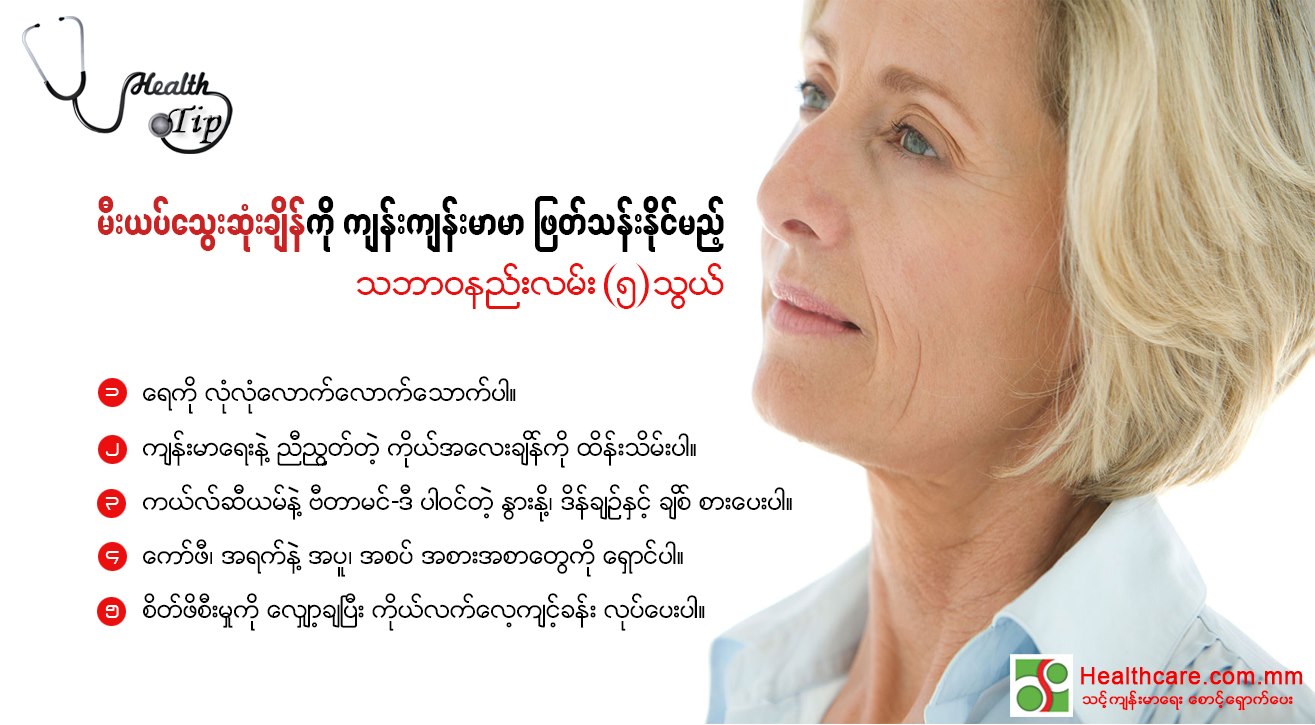 Health
Tip
မီးယပ်သွေးဆုံးချိန်ကို ကျန်းကျန်းမာမာ ဖြတ်သန်းနိုင်မည့်
သဘာဝနည်းလမ်း (၅) သွယ်
၁ ရေကို လုံလုံလောက်လောက်သောက်ပါ။
၂ ကျန်းမာရေးနဲ့ ညီညွတ်တဲ့ ကိုယ်အလေးချိန်ကို ထိန်းသိမ်းပါ။
၃ ကယ်လ်ဆီယမ်နဲ့ ဗီတာမင်-ဒီ ပါဝင်တဲ့ နွားနို့၊ ဒိန်ချဉ်နှင့် ချိစ် စားပေးပါ။
၄ ကော်ဖီ၊ အရက်နဲ့ အပူ၊ အစပ် အစားအစာတွေကို ရှောင်ပါ။
၅ စိတ်ဖိစီးမှုကို လျှော့ချပြီး ကိုယ်လက်လေ့ကျင့်ခန်း လုပ်ပေးပါ။
Healthcare.com.mm
သင့်ကျန်းမာရေး စောင့်ရှောက်ပေး